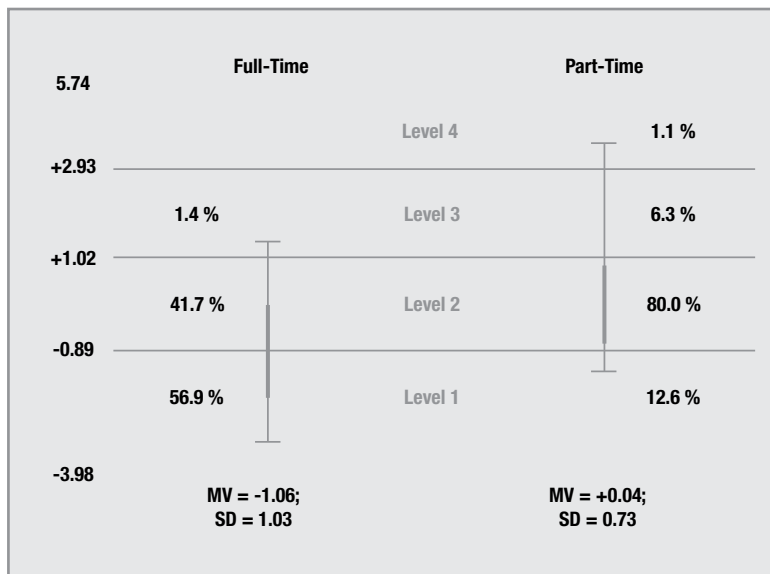 Full-Time Part-Time
5.74
Level 4 1.1 %
+2.93
1.4 % Level 3 6.3 %
+1.02
41.7 % Level 2 80.0 %
-0.89
56.9 % Level 1 12.6 %
-3.98
MV = -1.06; MV = +0.04;
SD = 1.03 SD = 0.73